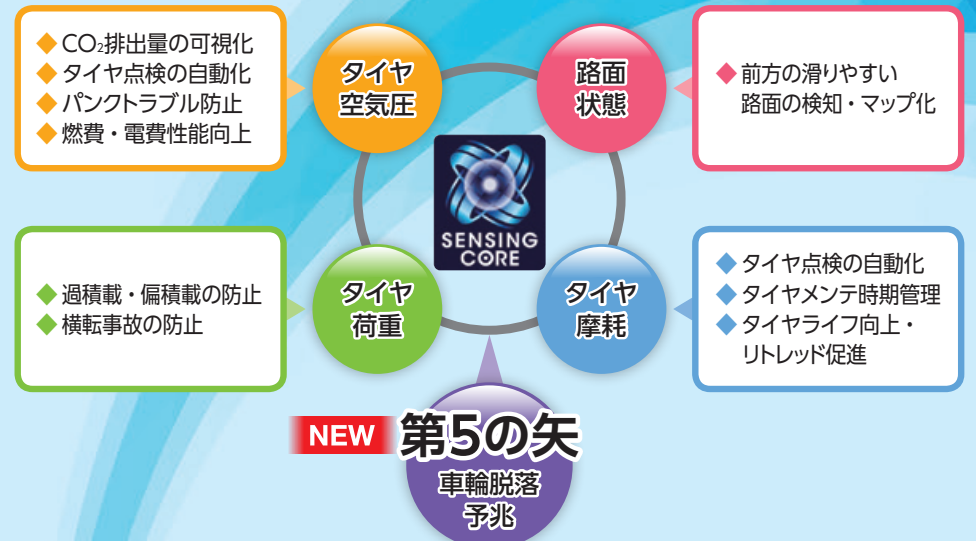 ◆ CO₂排出量の可視化
◆ タイヤ点検の自動化
◆ パンクトラブル防止
◆ 燃費・電費性能向上
タイヤ
空気圧
路面
状態
◆ 前方の滑りやすい
路面の検知・マップ化
SENSING
CORE
◆ 過積載・偏積載の防止
◆ 横転事故の防止
タイヤ
荷重
タイヤ
摩耗
◆ タイヤ点検の自動化
◆ タイヤメンテ時期管理
◆ タイヤライフ向上・
リトレッド促進
NEW 第5の矢
車輪脱落
予兆